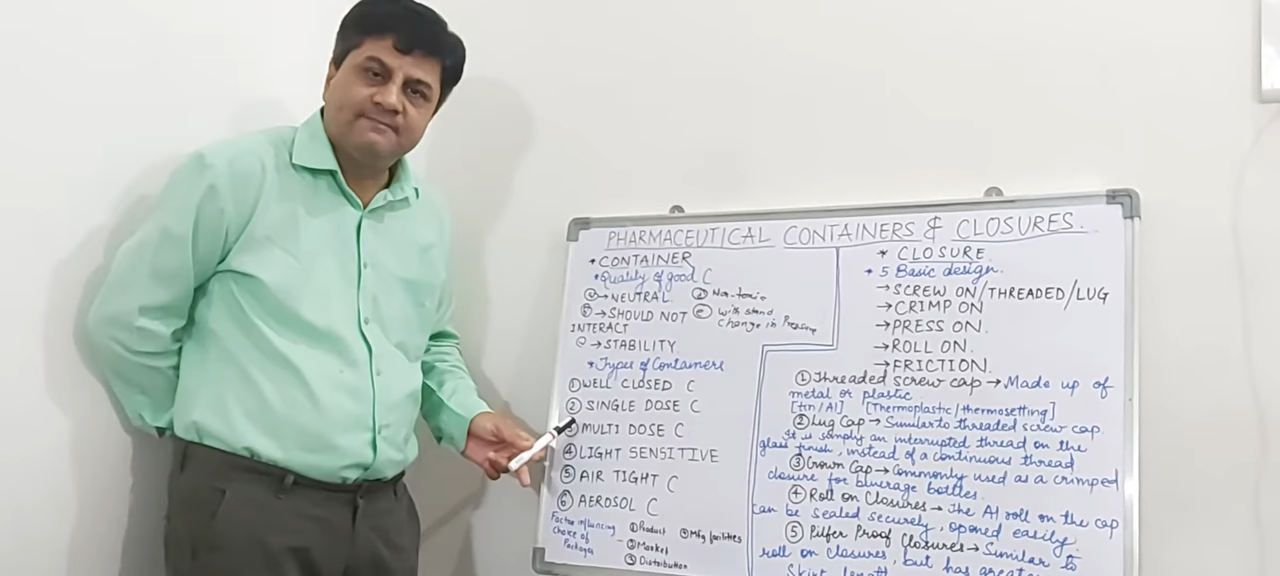 PHARMACEUTICAL CONTAINERS & CLOSURES.
* CONTAINER
* Quality of good C
ⓐ → NEUTRAL. ⓓ Non-toxic
ⓑ → SHOULD NOT INTERACT
ⓔ with stand change in Pressure
ⓒ → STABILITY.
* Types of Containers
① WELL CLOSED C
② SINGLE DOSE C
③ MULTI DOSE C
④ LIGHT SENSITIVE
⑤ AIR TIGHT C
⑥ AEROSOL C
Factor influencing choice of Packages -
① Product ④ Mfg facilities
② Market
③ Distribution
* CLOSURE
* 5 Basic design.
→ SCREW ON/THREADED/LUG
→ CRIMP ON
→ PRESS ON.
→ ROLL ON.
→ FRICTION.
① Threaded screw cap → Made up of
metal or plastic
[tin/Al] [Thermoplastic/thermosetting]
② Lug Cap → Similar to threaded screw cap.
It is simply an interrupted thread on the
glass finish, instead of a continuous thread
③ Crown Cap → Commonly used as a crimped
closure for bevrage bottles.
④ Roll on Closures → The Al roll on the cap
can be sealed securely, opened easily.
⑤ Pilfer Proof Closures → Similar to
roll on closures, but has greater
Skirt length